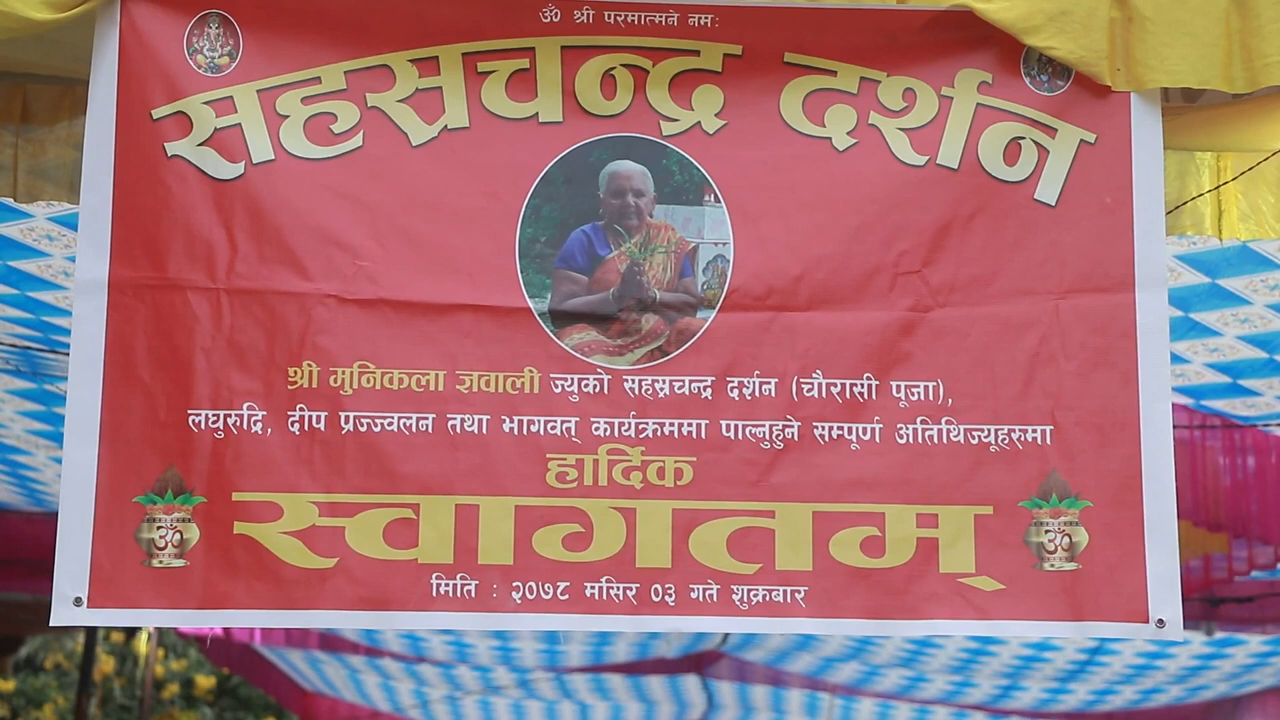 ॐ श्री परमात्मने नमः
सहस्रचन्द्र दर्शन
श्री मुनिकला ज्ञवाली ज्युको सहस्रचन्द्र दर्शन (चौरासी पूजा),
लघुरुद्रि, दीप प्रज्ज्वलन तथा भागवत् कार्यक्रममा पाल्नुहुने सम्पूर्ण अतिथिज्यूहरुमा
हार्दिक
स्वागतम्
ॐ
ॐ
मिति : २०७८ मंसिर ०३ गते शुक्रबार